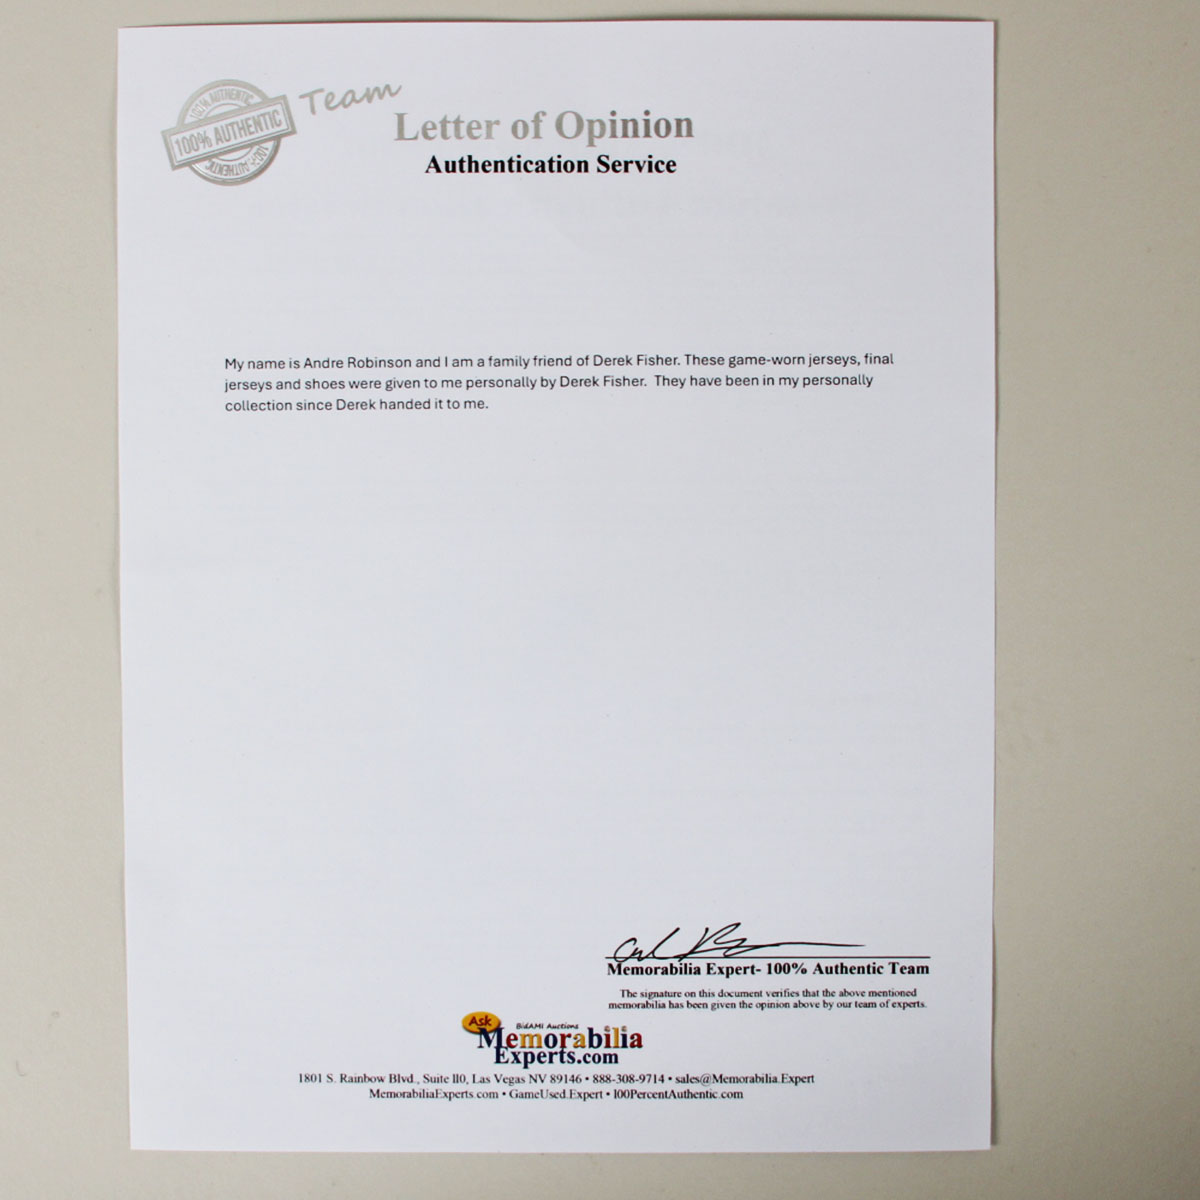 100% AUTHENTIC
100% AUTHENTIC
100% AUTHENTIC
Team
Letter of Opinion
Authentication Service
My name is Andre Robinson and I am a family friend of Derek Fisher. These game-worn jerseys, final
jerseys and shoes were given to me personally by Derek Fisher.  They have been in my personally
collection since Derek handed it to me.
Memorabilia Expert- 100% Authentic Team
The signature on this document verifies that the above mentioned
memorabilia has been given the opinion above by our team of experts.
Ask
BidAMI Auctions
Memorabilia
Experts.com
1801 S. Rainbow Blvd., Suite 110, Las Vegas NV 89146 • 888-308-9714 • sales@Memorabilia.Expert
MemorabiliaExperts.com • GameUsed.Expert • 100PercentAuthentic.com